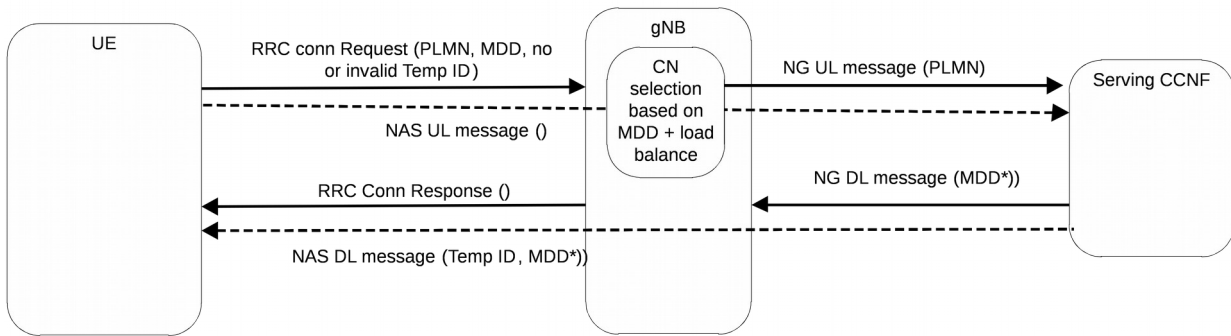 UE
RRC conn Request (PLMN, MDD, no
or invalid Temp ID)
NAS UL message ()
RRC Conn Response ()
NAS DL message (Temp ID, MDD*))
gNB
CN
selection
based on
MDD + load
balance
NG UL message (PLMN)
NG DL message (MDD*))
Serving CCNF